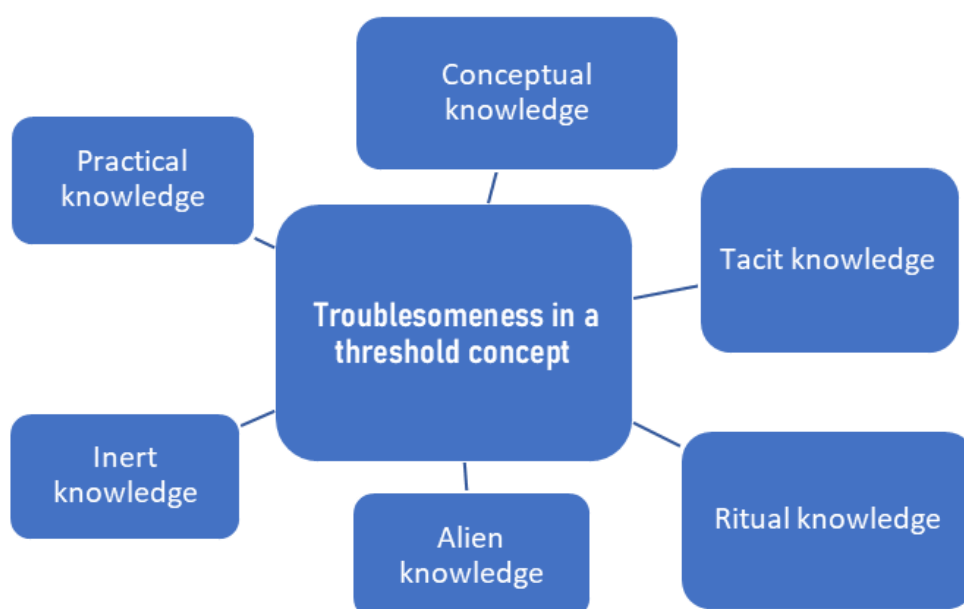 Conceptual
knowledge
Practical
knowledge
Tacit knowledge
Troublesomeness in a
threshold concept
Inert
knowledge
Alien
knowledge
Ritual knowledge